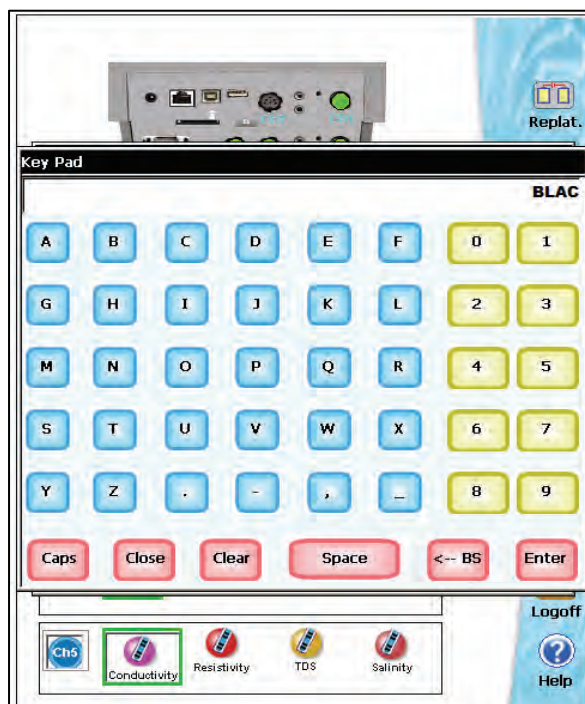 Replat.
Key Pad
BLAC
A B C D E F 0 1
G H I J K L 2 3
M N O P Q R 4 5
S T U V W X 6 7
Y Z . - , _ 8 9
Caps Close Clear Space <-- BS Enter
Logoff
Ch5 Conductivity Resistivity TDS Salinity
Help